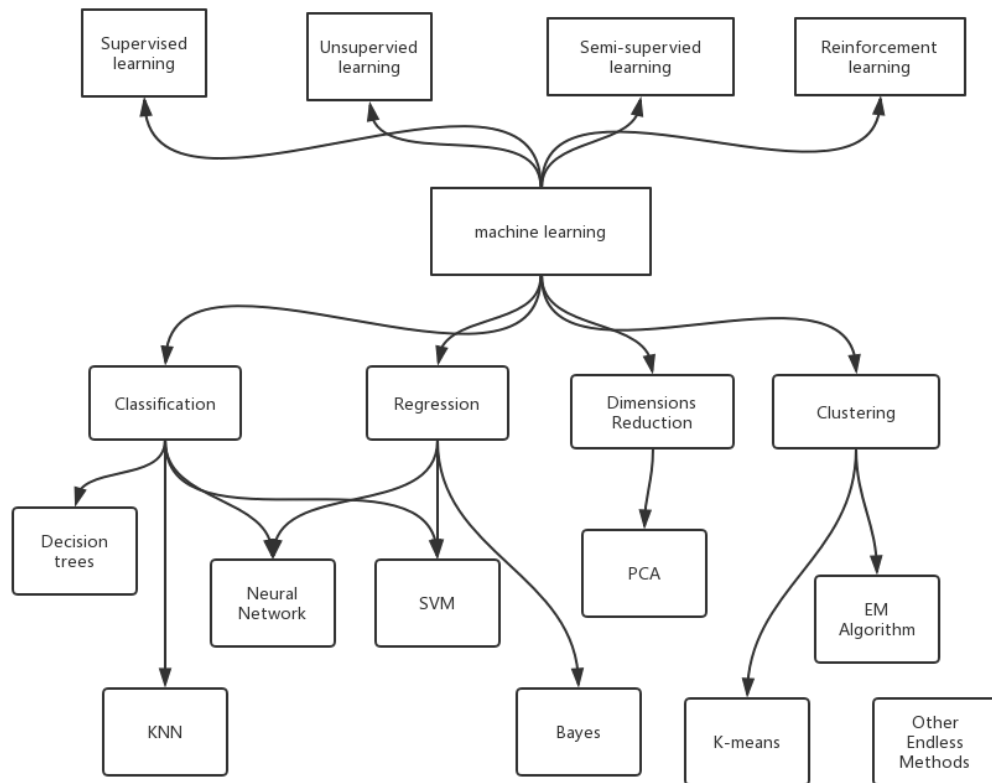 Supervised
learning
Unsupervied
learning
Semi-supervied
learning
Reinforcement
learning
machine learning
Classification
Regression
Dimensions
Reduction
Clustering
Decision
trees
Neural
Network
SVM
PCA
EM
Algorithm
KNN
Bayes
K-means
Other
Endless
Methods